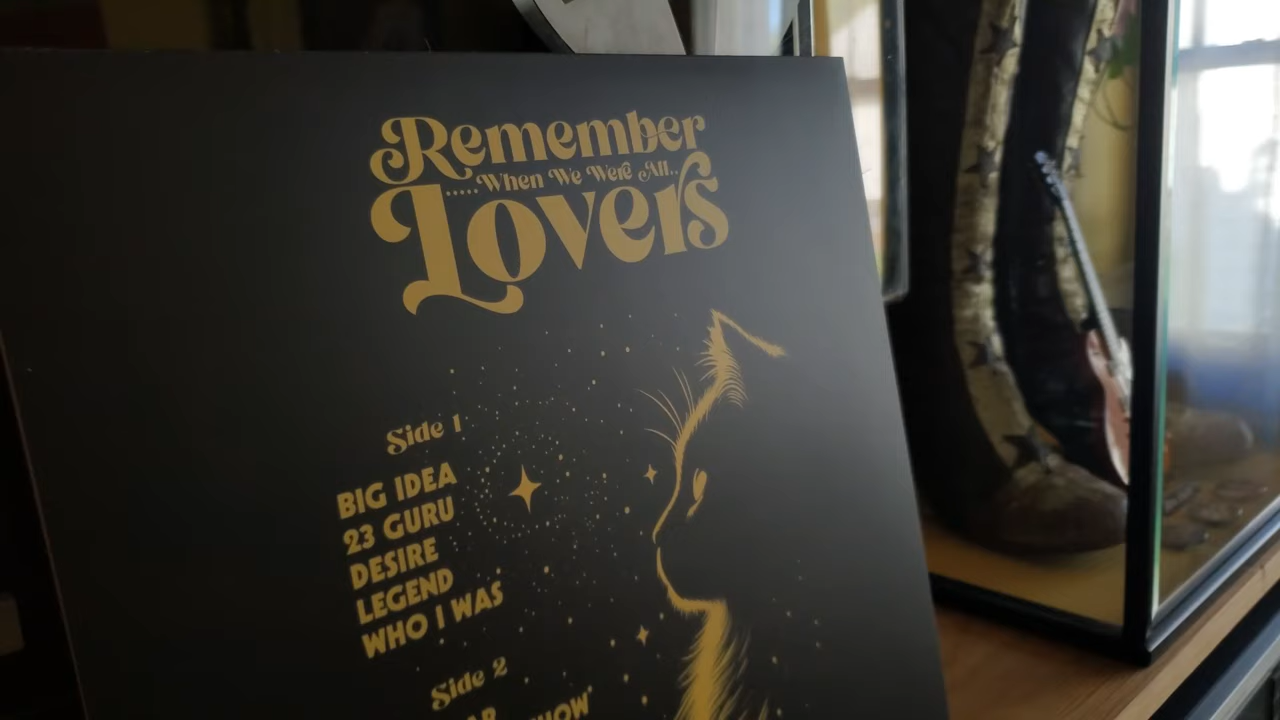 Remember
.....When We Were All..
Lovers
Side 1
BIG IDEA
23 GURU
DESIRE
LEGEND
WHO I WAS
Side 2